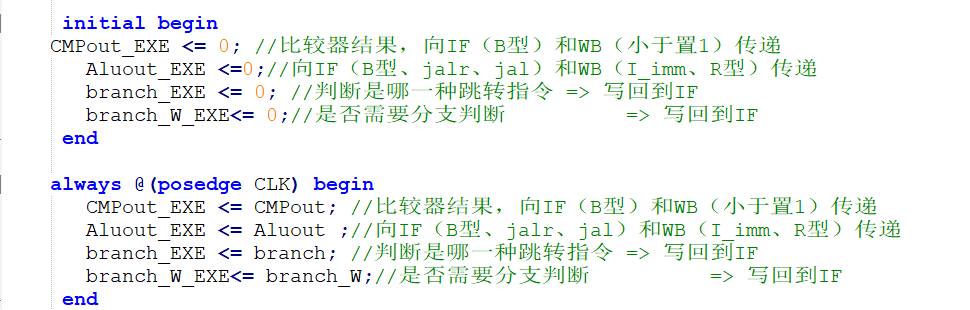 initial begin
CMPout_EXE <= 0; //比较器结果，向IF（B型）和WB（小于置1）传递
Aluout_EXE <=0;//向IF（B型、jalr、jal）和WB（I_imm、R型）传递
branch_EXE <= 0; //判断是哪一种跳转指令 => 写回到IF
branch_W_EXE<= 0;//是否需要分支判断 => 写回到IF
end
always @(posedge CLK) begin
CMPout_EXE <= CMPout; //比较器结果，向IF（B型）和WB（小于置1）传递
Aluout_EXE <= Aluout ;//向IF（B型、jalr、jal）和WB（I_imm、R型）传递
branch_EXE <= branch; //判断是哪一种跳转指令 => 写回到IF
branch_W_EXE<= branch_W;//是否需要分支判断 => 写回到IF
end